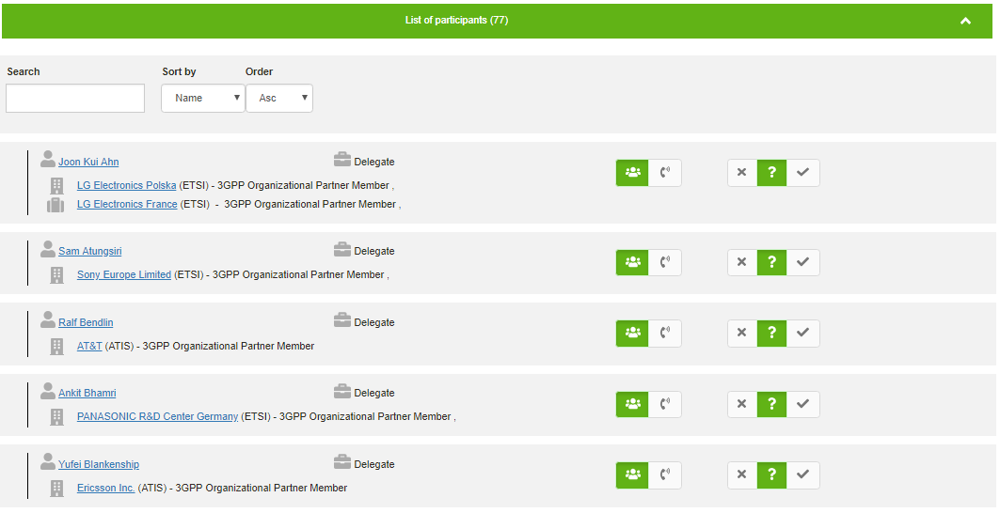 List of participants (77)
Search Sort by Order
Name Asc
Joon Kui Ahn Delegate
LG Electronics Polska (ETSI) - 3GPP Organizational Partner Member ,
LG Electronics France (ETSI) - 3GPP Organizational Partner Member ,
Sam Atungsiri Delegate
Sony Europe Limited (ETSI) - 3GPP Organizational Partner Member ,
Ralf Bendlin Delegate
AT&T (ATIS) - 3GPP Organizational Partner Member
Ankit Bhamri Delegate
PANASONIC R&D Center Germany (ETSI) - 3GPP Organizational Partner Member ,
Yufei Blankenship Delegate
Ericsson Inc. (ATIS) - 3GPP Organizational Partner Member